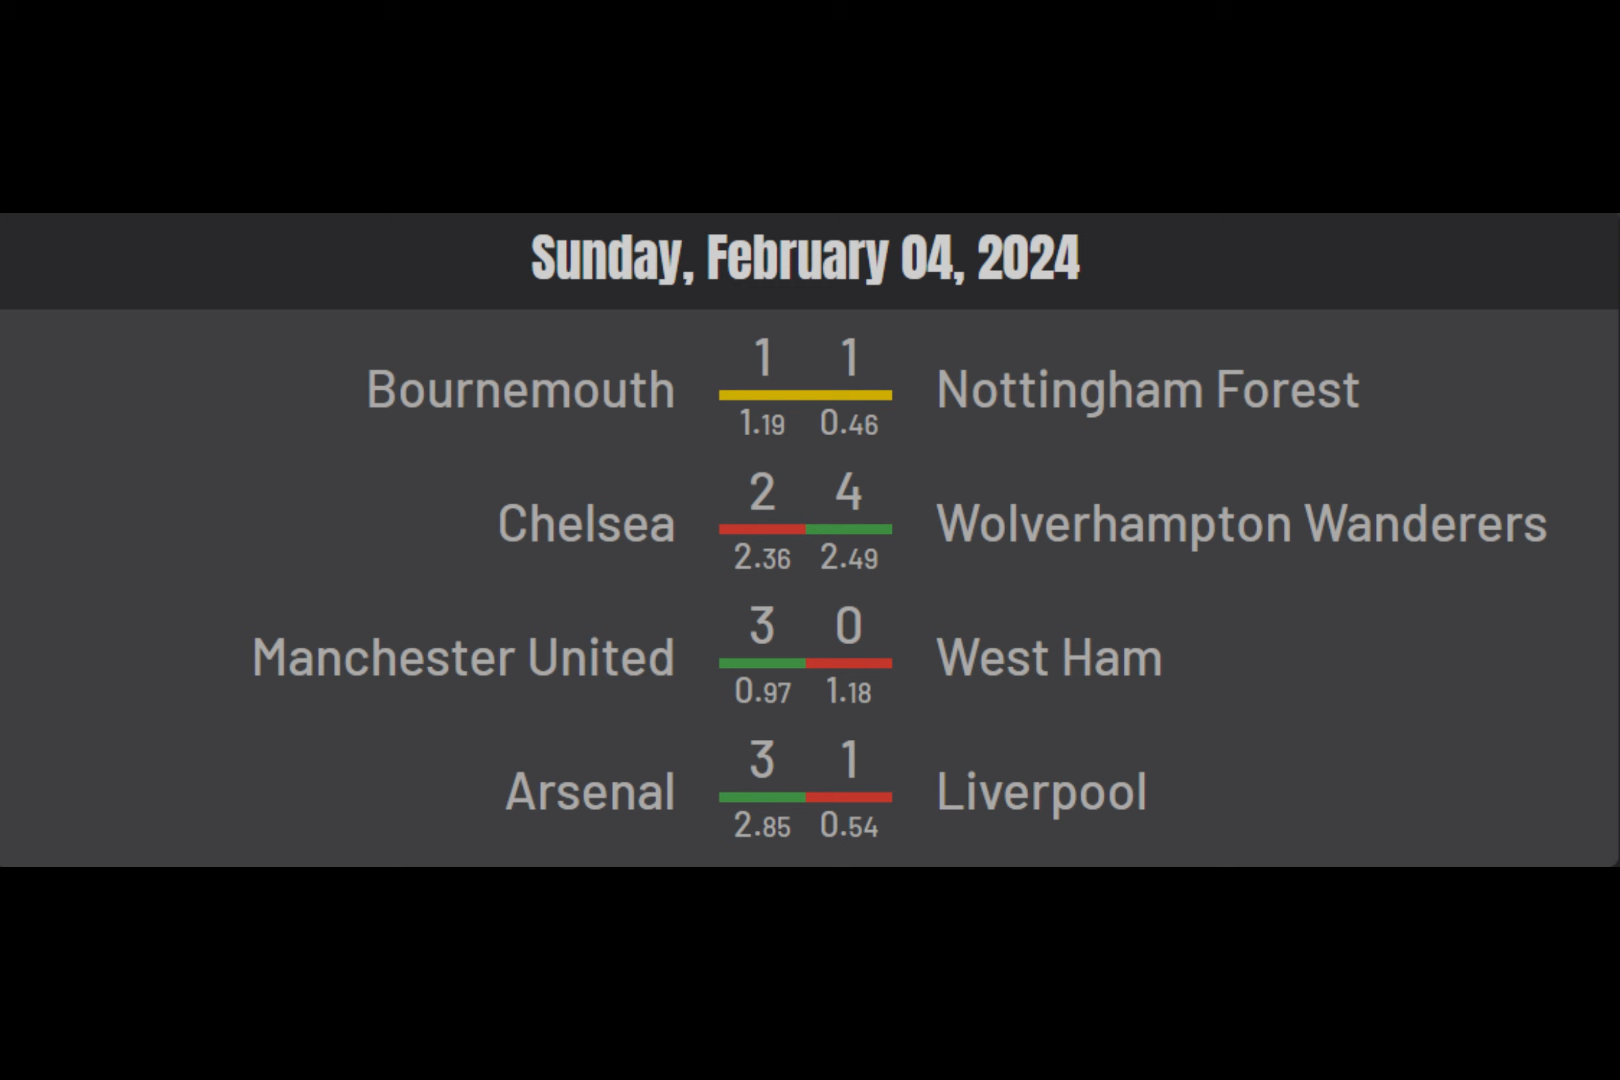 Sunday, February 04, 2024
Bournemouth 1 1 Nottingham Forest
1.19 0.46
Chelsea 2 4 Wolverhampton Wanderers
2.36 2.49
Manchester United 3 0 West Ham
0.97 1.18
Arsenal 3 1 Liverpool
2.85 0.54